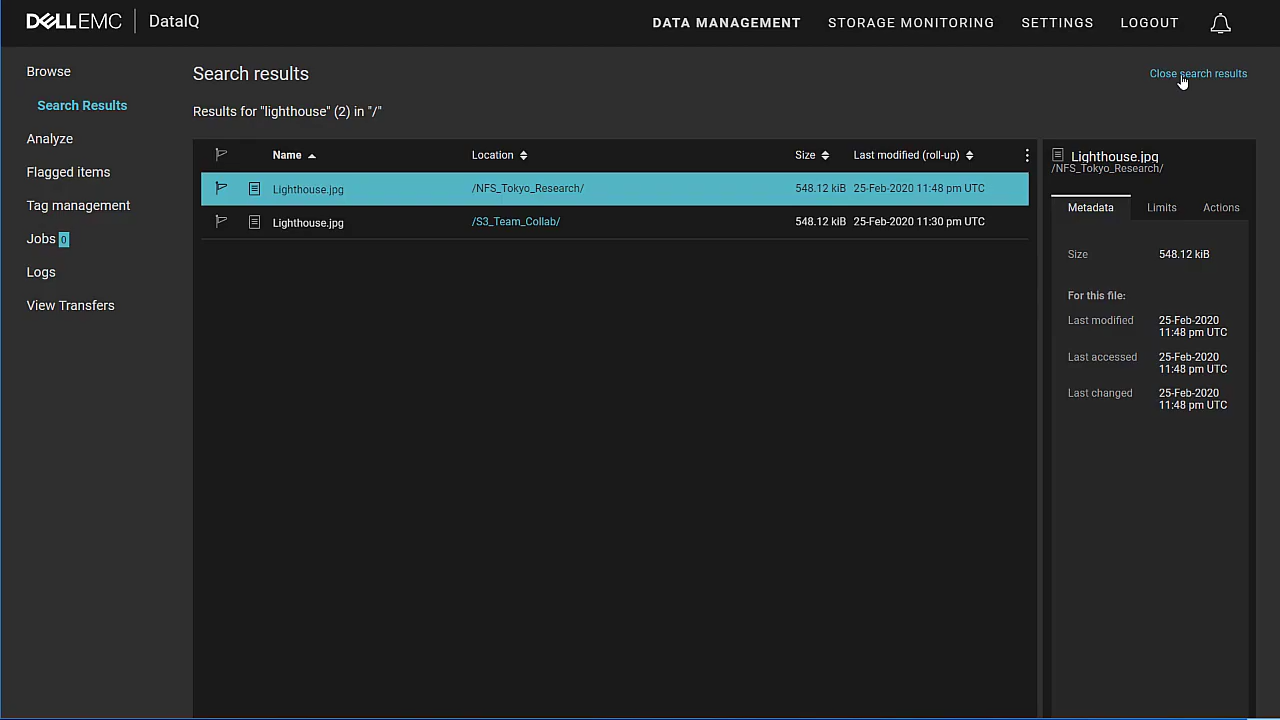 DELLEMC DataIQ DATA MANAGEMENT STORAGE MONITORING SETTINGS LOGOUT
Browse
Search Results
Analyze
Flagged items
Tag management
Jobs 0
Logs
View Transfers
Search results
Close search results
Results for "lighthouse" (2) in "/"
Name Location Size Last modified (roll-up)
Lighthouse.jpg /NFS_Tokyo_Research/ 548.12 kiB 25-Feb-2020 11:48 pm UTC
Lighthouse.jpg /S3_Team_Collab/ 548.12 kiB 25-Feb-2020 11:30 pm UTC
Lighthouse.jpg
/NFS_Tokyo_Research/
Metadata Limits Actions
Size 548.12 kiB
For this file:
Last modified 25-Feb-2020
11:48 pm UTC
Last accessed 25-Feb-2020
11:48 pm UTC
Last changed 25-Feb-2020
11:48 pm UTC